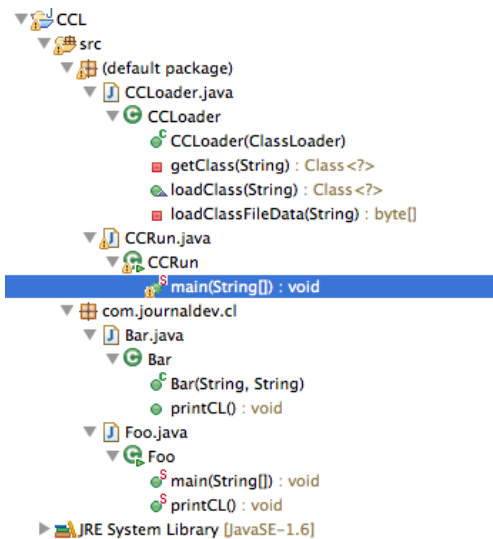 CCL
src
(default package)
CCLoader.java
CCLoader
CCLoader(ClassLoader)
getClass(String) : Class<?>
loadClass(String) : Class<?>
loadClassFileData(String) : byte[]
CCRun.java
CCRun
main(String[]) : void
com.journaldev.cl
Bar.java
Bar
Bar(String, String)
printCL() : void
Foo.java
Foo
main(String[]) : void
printCL() : void
JRE System Library [JavaSE-1.6]